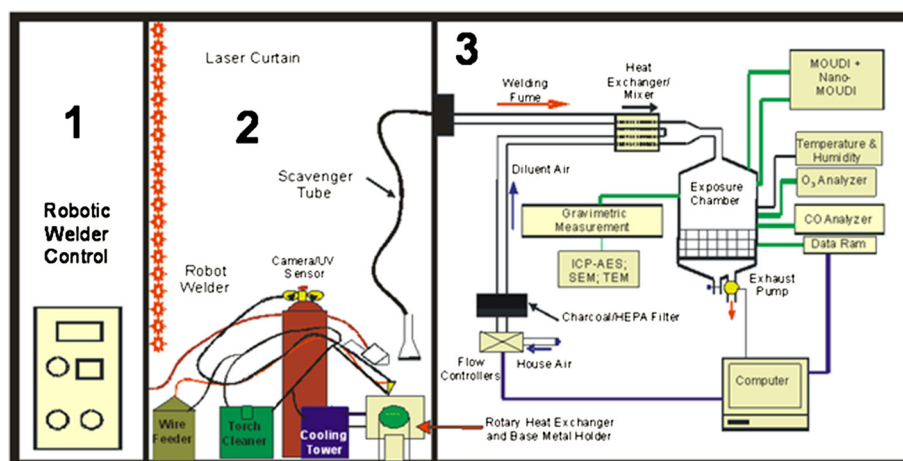 1
Robotic
Welder
Control
Laser Curtain
2
Scavenger
Tube
Camera/UV
Sensor
Robot
Welder
Wire
Feeder
Torch
Cleaner
Cooling
Tower
Rotary Heat Exchanger
and Base Metal Holder
3
Welding
Fume
Heat
Exchanger/
Mixer
MOUDI +
Nano-
MOUDI
Diluent Air
Temperature &
Humidity
Exposure
Chamber
O₃ Analyzer
Gravimetric
Measurement
CO Analyzer
Data Ram
ICP-AES;
SEM; TEM
Exhaust
Pump
Charcoal/HEPA Filter
Flow
Controllers
House Air
Computer